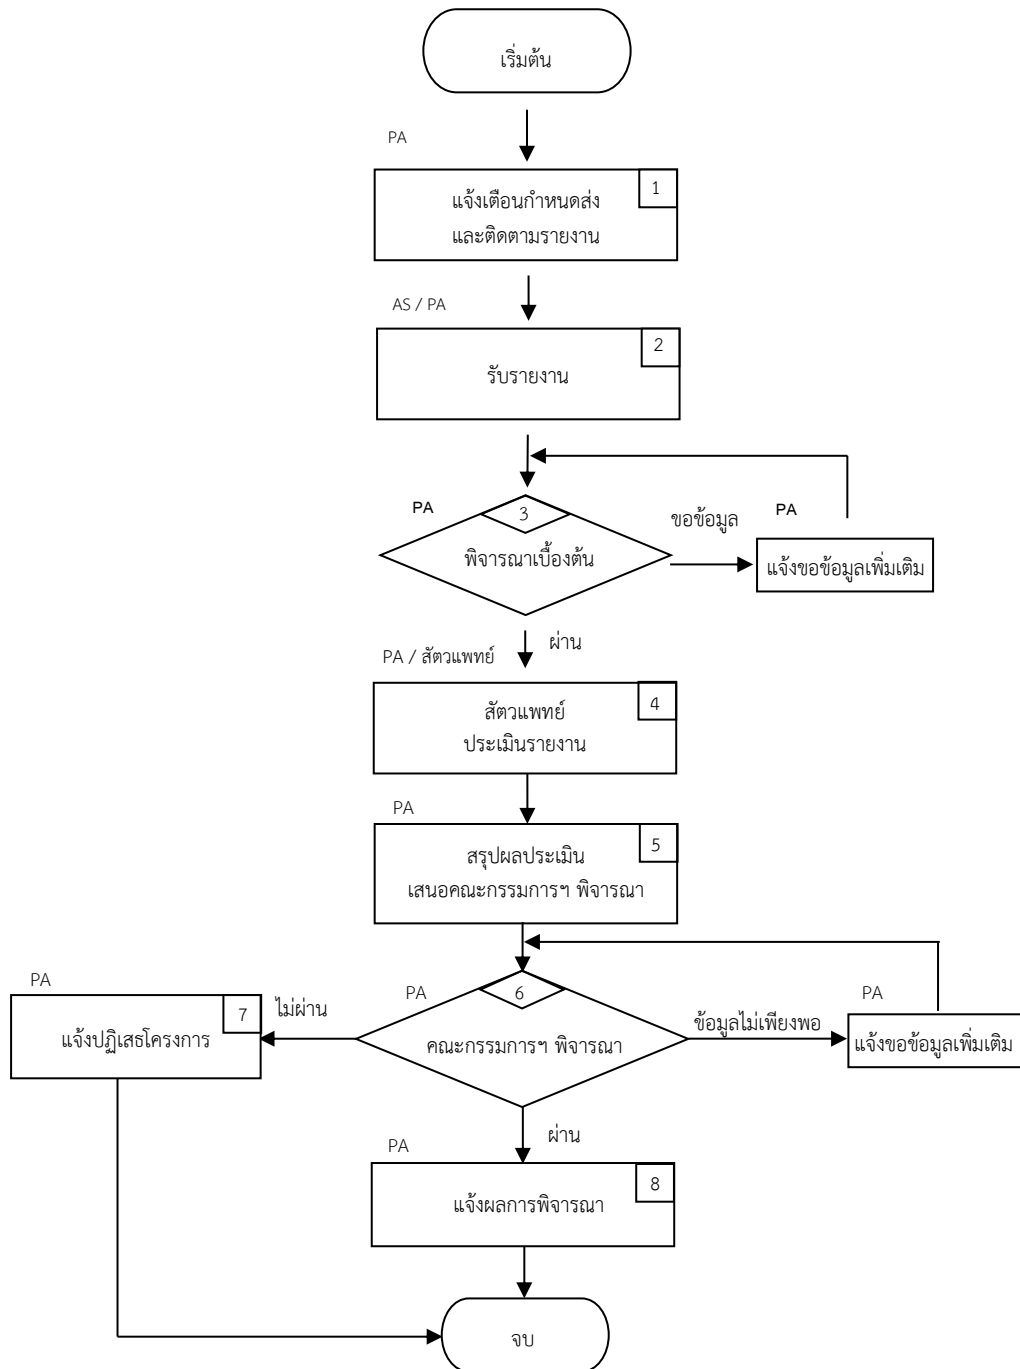 เริ่มต้น
PA
1
แจ้งเตือนกำหนดส่ง
และติดตามรายงาน
AS / PA
2
รับรายงาน
PA
3
พิจารณาเบื้องต้น
ขอข้อมูล
PA
แจ้งขอข้อมูลเพิ่มเติม
ผ่าน
PA / สัตวแพทย์
4
สัตวแพทย์
ประเมินรายงาน
PA
5
สรุปผลประเมิน
เสนอคณะกรรมการฯ พิจารณา
PA
7
แจ้งปฏิเสธโครงการ
ไม่ผ่าน
PA
6
คณะกรรมการฯ พิจารณา
ข้อมูลไม่เพียงพอ
PA
แจ้งขอข้อมูลเพิ่มเติม
ผ่าน
PA
8
แจ้งผลการพิจารณา
จบ